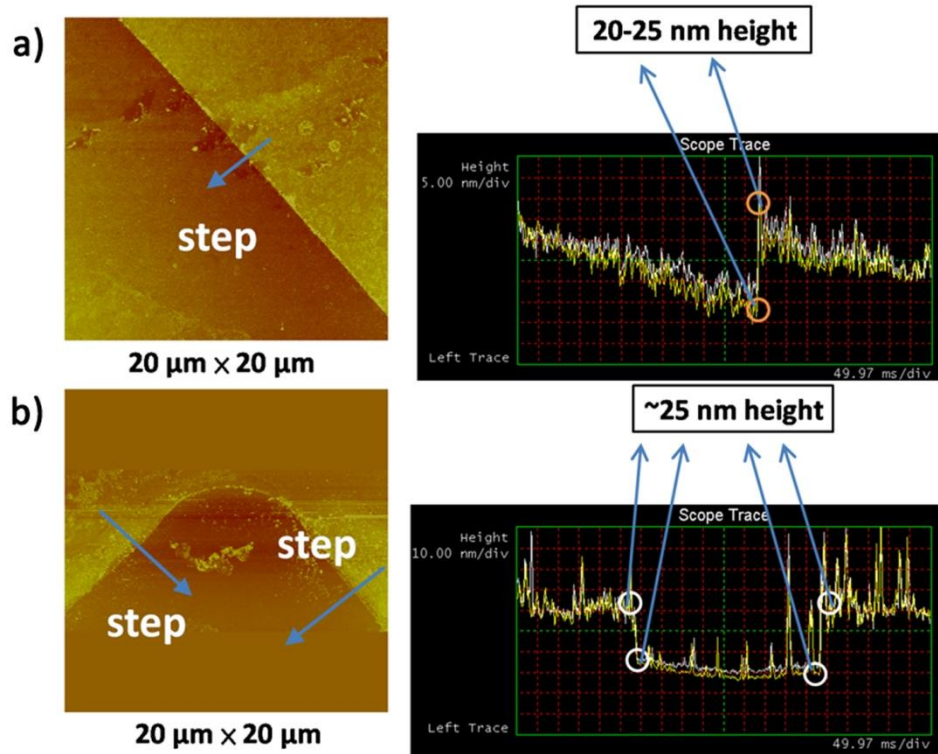 a)
step
20 μm × 20 μm
20-25 nm height
Scope Trace
Height
5.00 nm/div
Left Trace
49.97 ms/div
b)
step
step
20 μm × 20 μm
~25 nm height
Scope Trace
Height
10.00 nm/div
Left Trace
49.97 ms/div